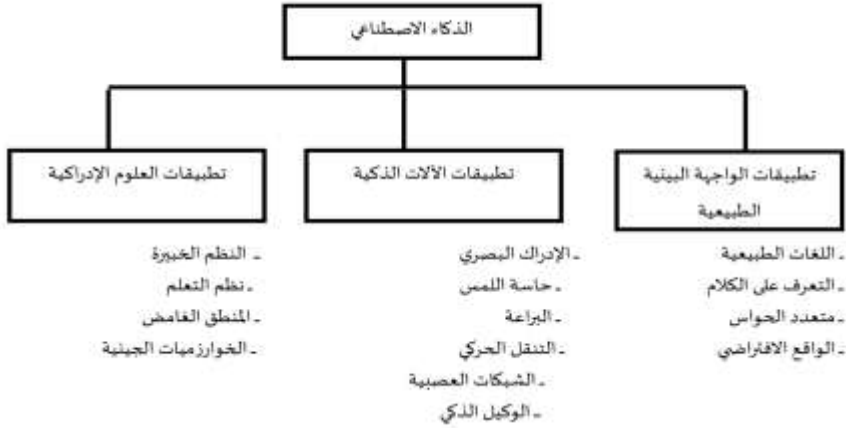 الذكاء الاصطناعي
تطبيقات الواجهة البينية
الطبيعية
ـ اللغات الطبيعية
ـ التعرف على الكلام
ـ متعدد الحواس
ـ الواقع الافتراضي
تطبيقات الآلات الذكية
ـ الإدراك البصري
ـ حاسة اللمس
ـ البراعة
ـ التنقل الحركي
ـ الشبكات العصبية
ـ الوكيل الذكي
تطبيقات العلوم الإدراكية
ـ النظم الخبيرة
ـ نظم التعلم
ـ المنطق الغامض
ـ الخوارزميات الجينية